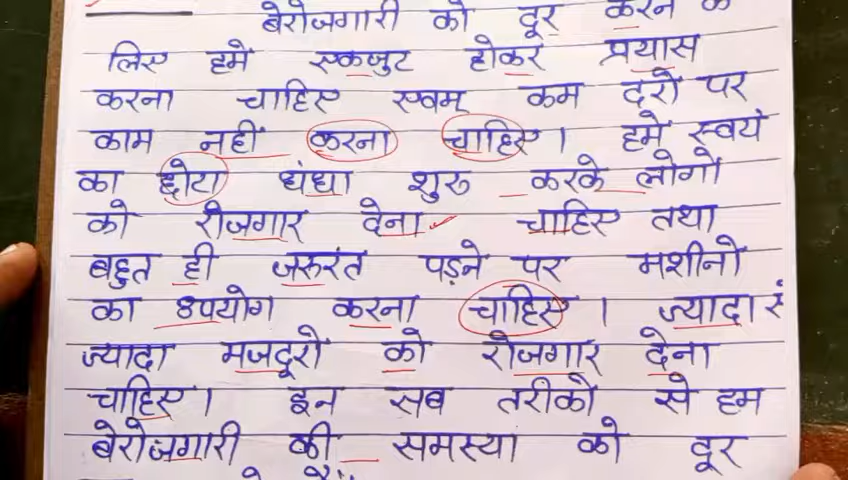 बेरोजगारी को दूर करने के
लिए हमे एकजुट होकर प्रयास
करना चाहिए एवम् कम दरो पर
काम नहीं करना चाहिए। हमे स्वयं
का छोटा धंधा शुरू करके लोगो
को रोजगार देना चाहिए तथा
बहुत ही जरुरत पड़ने पर मशीनो
का उपयोग करना चाहिए। ज्यादा से
ज्यादा मजदूरो को रोजगार देना
चाहिए। इन सब तरीको से हम
बेरोजगारी की समस्या को दूर